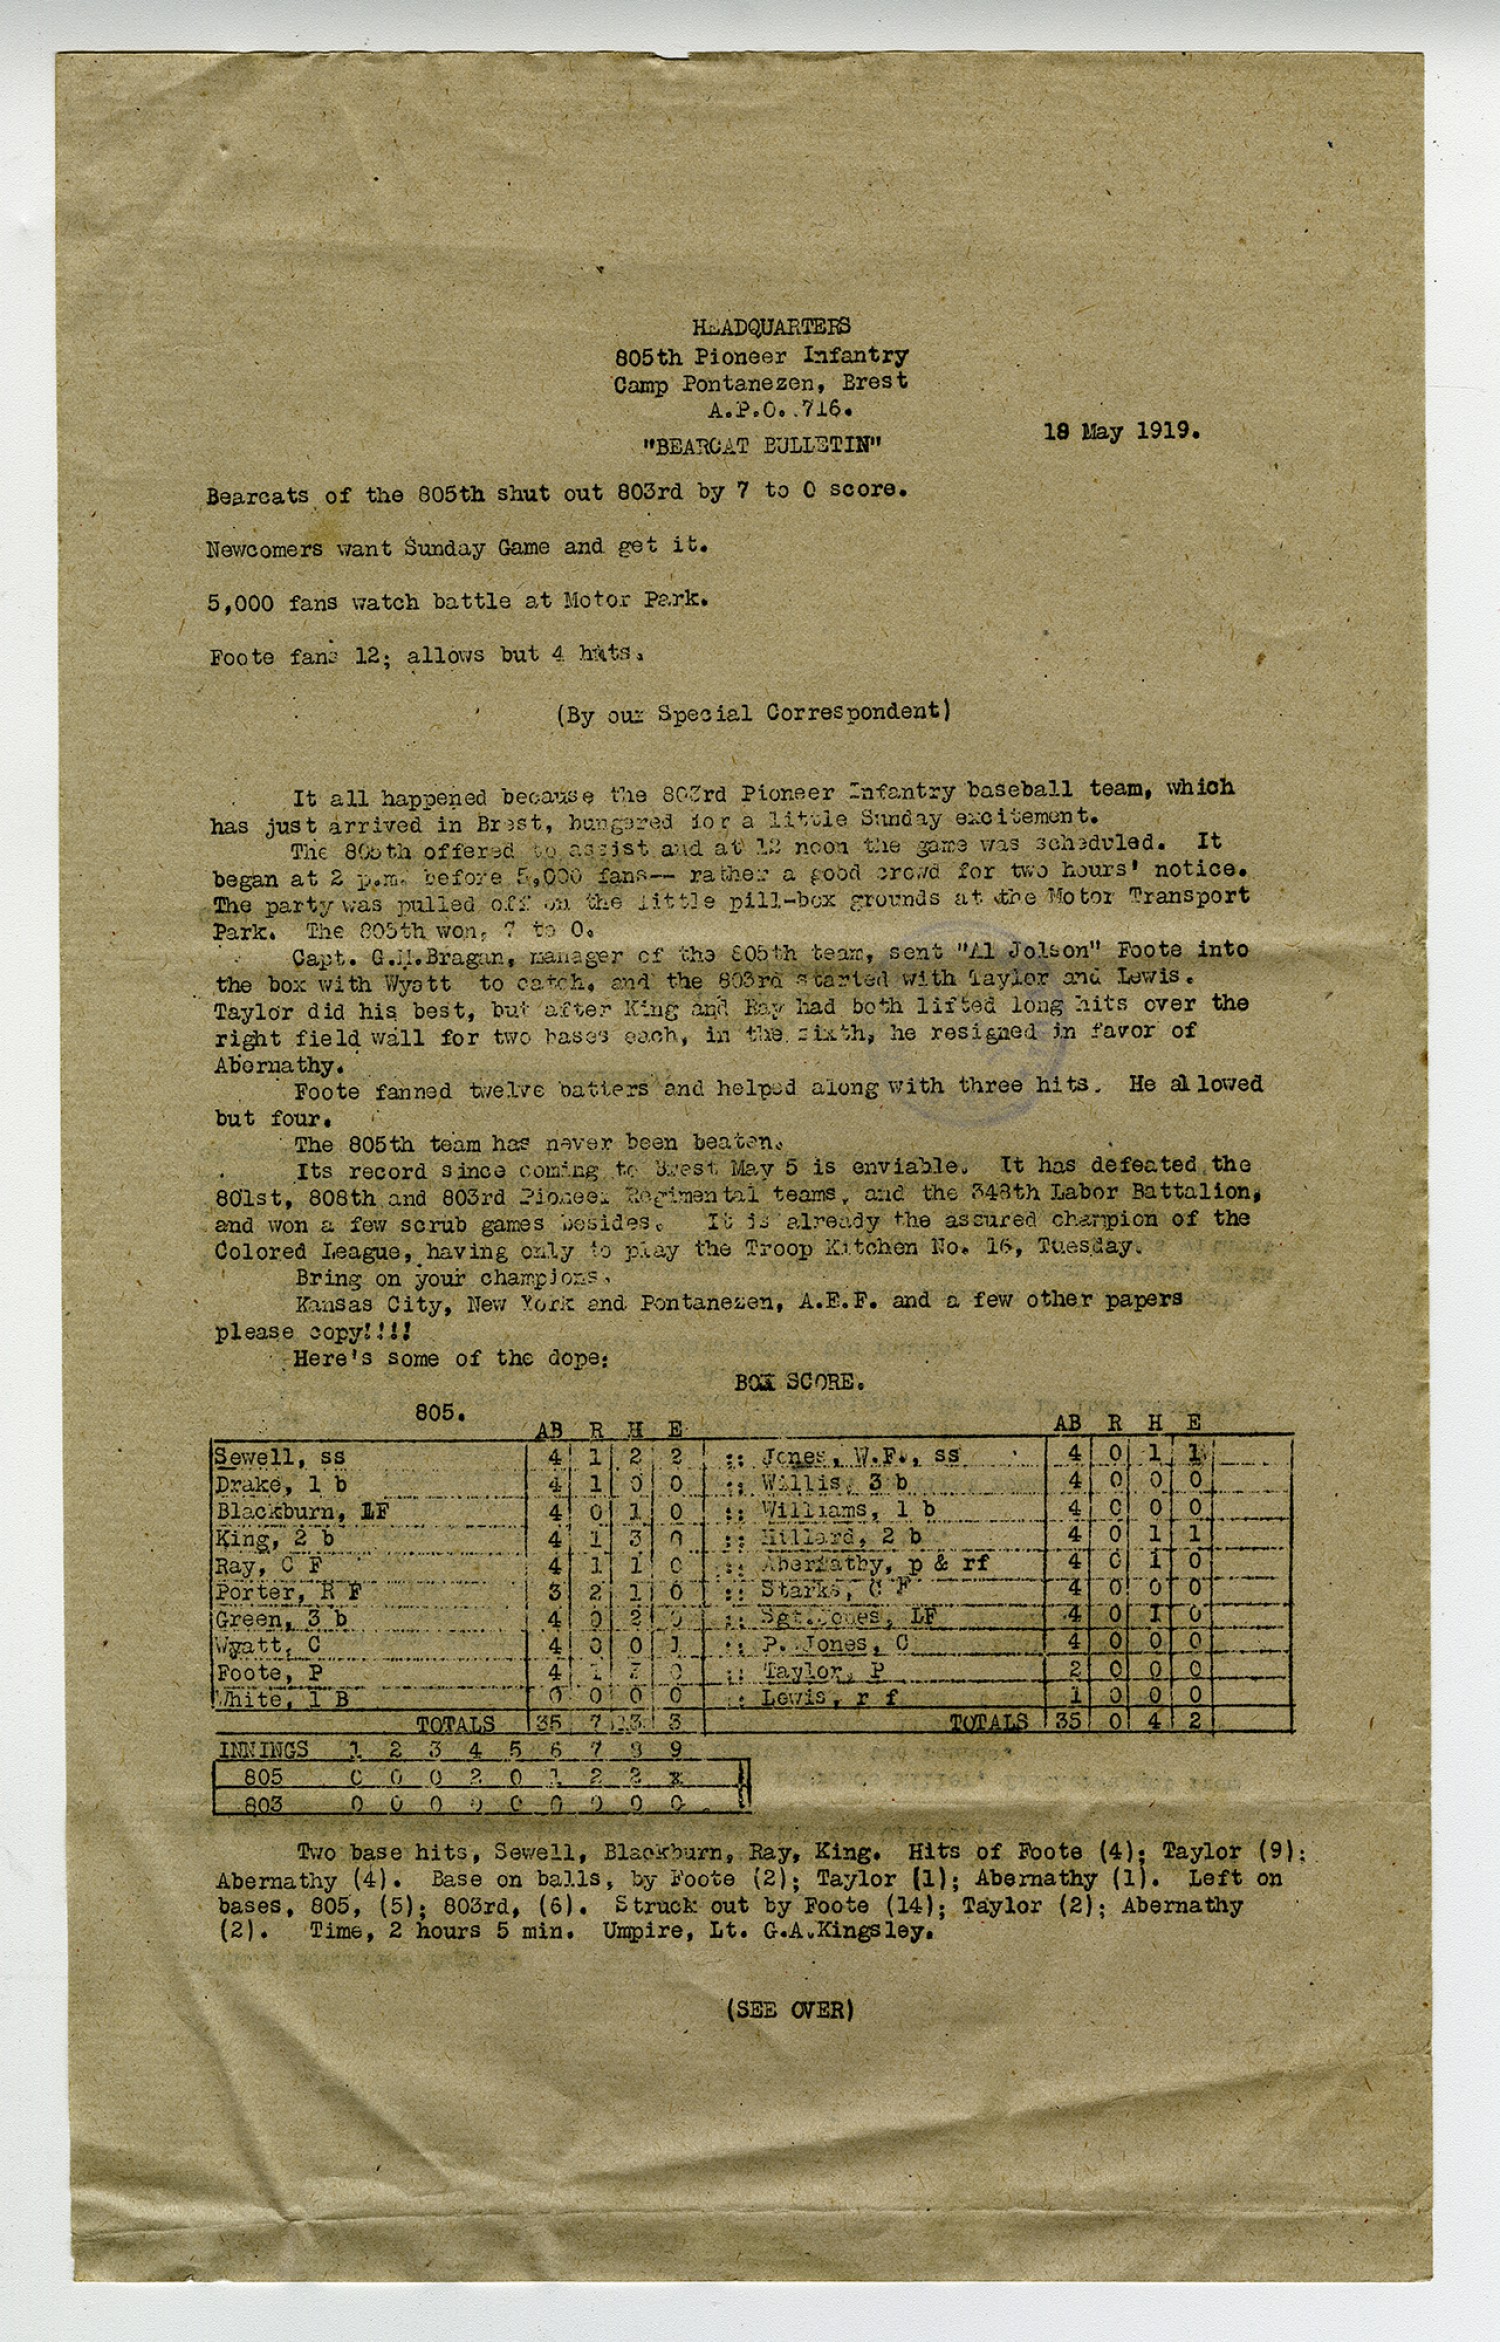 HEADQUARTERS
805th Pioneer Infantry
Camp Pontanezen, Brest
A.P.O. 716.
18 May 1919.
"BEARCAT BULLETIN"
Bearcats of the 805th shut out 803rd by 7 to 0 score.
Newcomers want Sunday Game and get it.
5,000 fans watch battle at Motor Park.
Foote fans 12; allows but 4 hits.
(By our Special Correspondent)
It all happened because the 803rd Pioneer Infantry baseball team, which
has just arrived in Brest, hungered for a little Sunday excitement.
The 805th offered to assist and at 12 noon the game was scheduled. It
began at 2 p.m. before 5,000 fans-- rather a good crowd for two hours' notice.
The party was pulled off on the little pill-box grounds at the Motor Transport
Park. The 805th won, 7 to 0.
Capt. G.M.Bragan, manager of the 805th team, sent "Al Jolson" Foote into
the box with Wyatt to catch, and the 803rd started with Taylor and Lewis.
Taylor did his best, but after King and Ray had both lifted long hits over the
right field wall for two bases each, in the sixth, he resigned in favor of
Abernathy.
Foote fanned twelve batters and helped along with three hits. He allowed
but four.
The 805th team has never been beaten.
Its record since coming to Brest May 5 is enviable. It has defeated the
801st, 808th and 803rd Pioneer Regimental teams, and the 348th Labor Battalion,
and won a few scrub games besides. It is already the assured champion of the
Colored League, having only to play the Troop Kitchen No. 16, Tuesday.
Bring on your champions.
Kansas City, New York and Pontanezen, A.E.F. and a few other papers
please copy!!!!
Here's some of the dope:
BOX SCORE.
805.
AB R H E AB R H E
Sewell, ss 4 1 2 2 :: Jones, W.F., ss 4 0 1 1
Drake, 1 b 4 1 0 0 :: Willis, 3 b 4 0 0 0
Blackburn, LF 4 0 1 0 :: Williams, 1 b 4 0 0 0
King, 2 b 4 1 3 0 :: Hillard, 2 b 4 0 1 1
Ray, C F 4 1 1 0 :: Abernathy, p & rf 4 0 1 0
Porter, R F 3 2 1 0 :: Starks, C F 4 0 0 0
Green, 3 b 4 0 2 0 :: Sgt.Jones, LF 4 0 1 0
Wyatt, C 4 0 0 1 :: P. Jones, C 4 0 0 0
Foote, P 4 1 3 0 :: Taylor, P 2 0 0 0
White, 1 B 0 0 0 0 :: Lewis, r f 1 0 0 0
TOTALS 35 7 13 3 TOTALS 35 0 4 2
INNINGS 1 2 3 4 5 6 7 8 9
805 0 0 0 2 0 1 2 2 x
803 0 0 0 0 0 0 0 0 0
Two base hits, Sewell, Blackburn, Ray, King. Hits of Foote (4); Taylor (9);
Abernathy (4). Base on balls, by Foote (2); Taylor (1); Abernathy (1). Left on
bases, 805, (5); 803rd, (6). Struck out by Foote (14); Taylor (2); Abernathy
(2). Time, 2 hours 5 min. Umpire, Lt. G.A.Kingsley.
(SEE OVER)